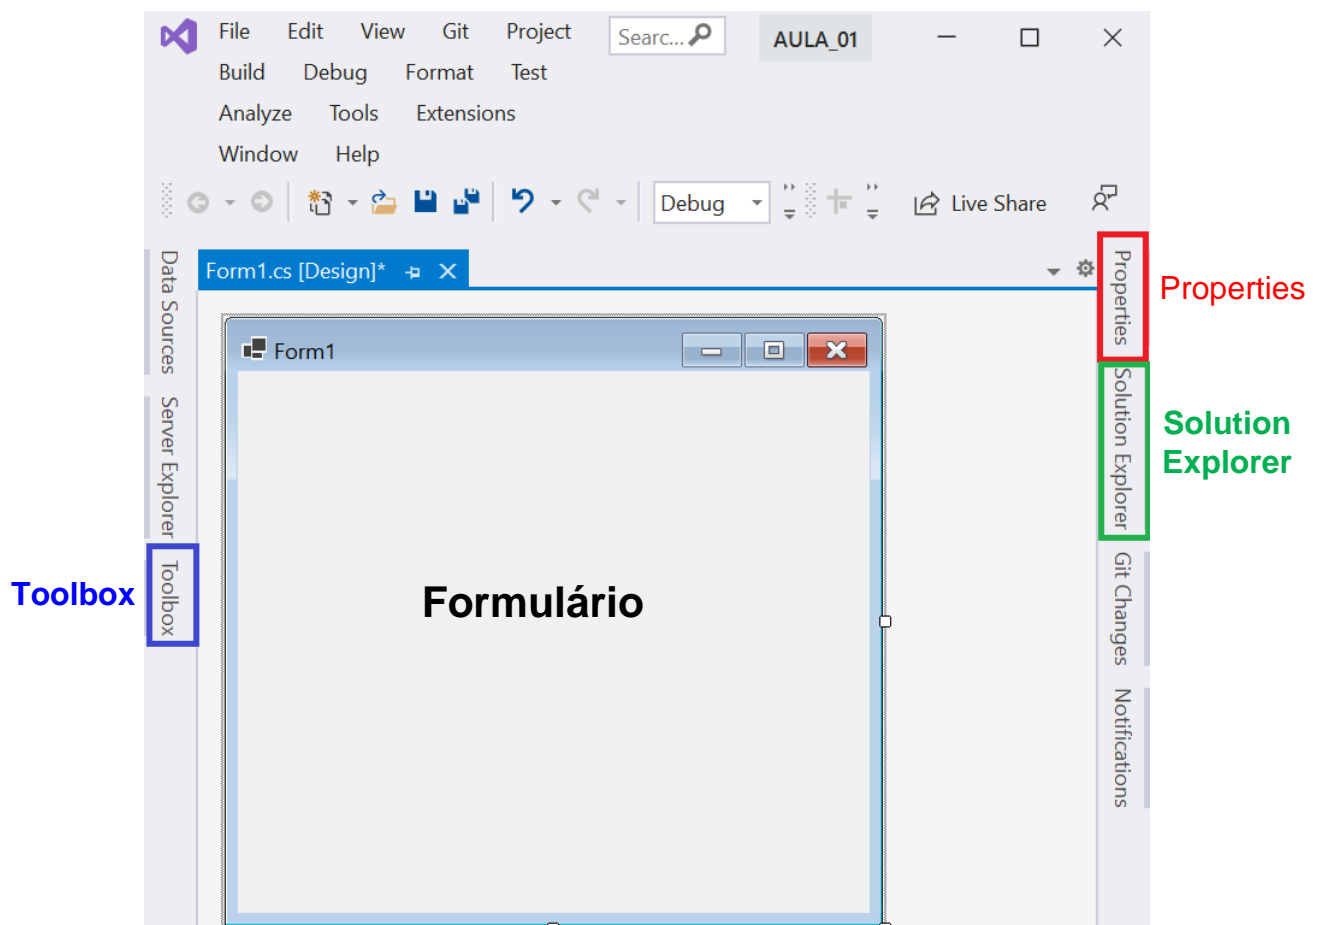 File Edit View Git Project Searc... AULA_01
Build Debug Format Test
Analyze Tools Extensions
Window Help
Debug Live Share
Data Sources
Server Explorer
Toolbox
Toolbox
Form1.cs [Design]*
Form1
Formulário
Properties
Solution Explorer
Git Changes
Notifications
Properties
Solution
Explorer